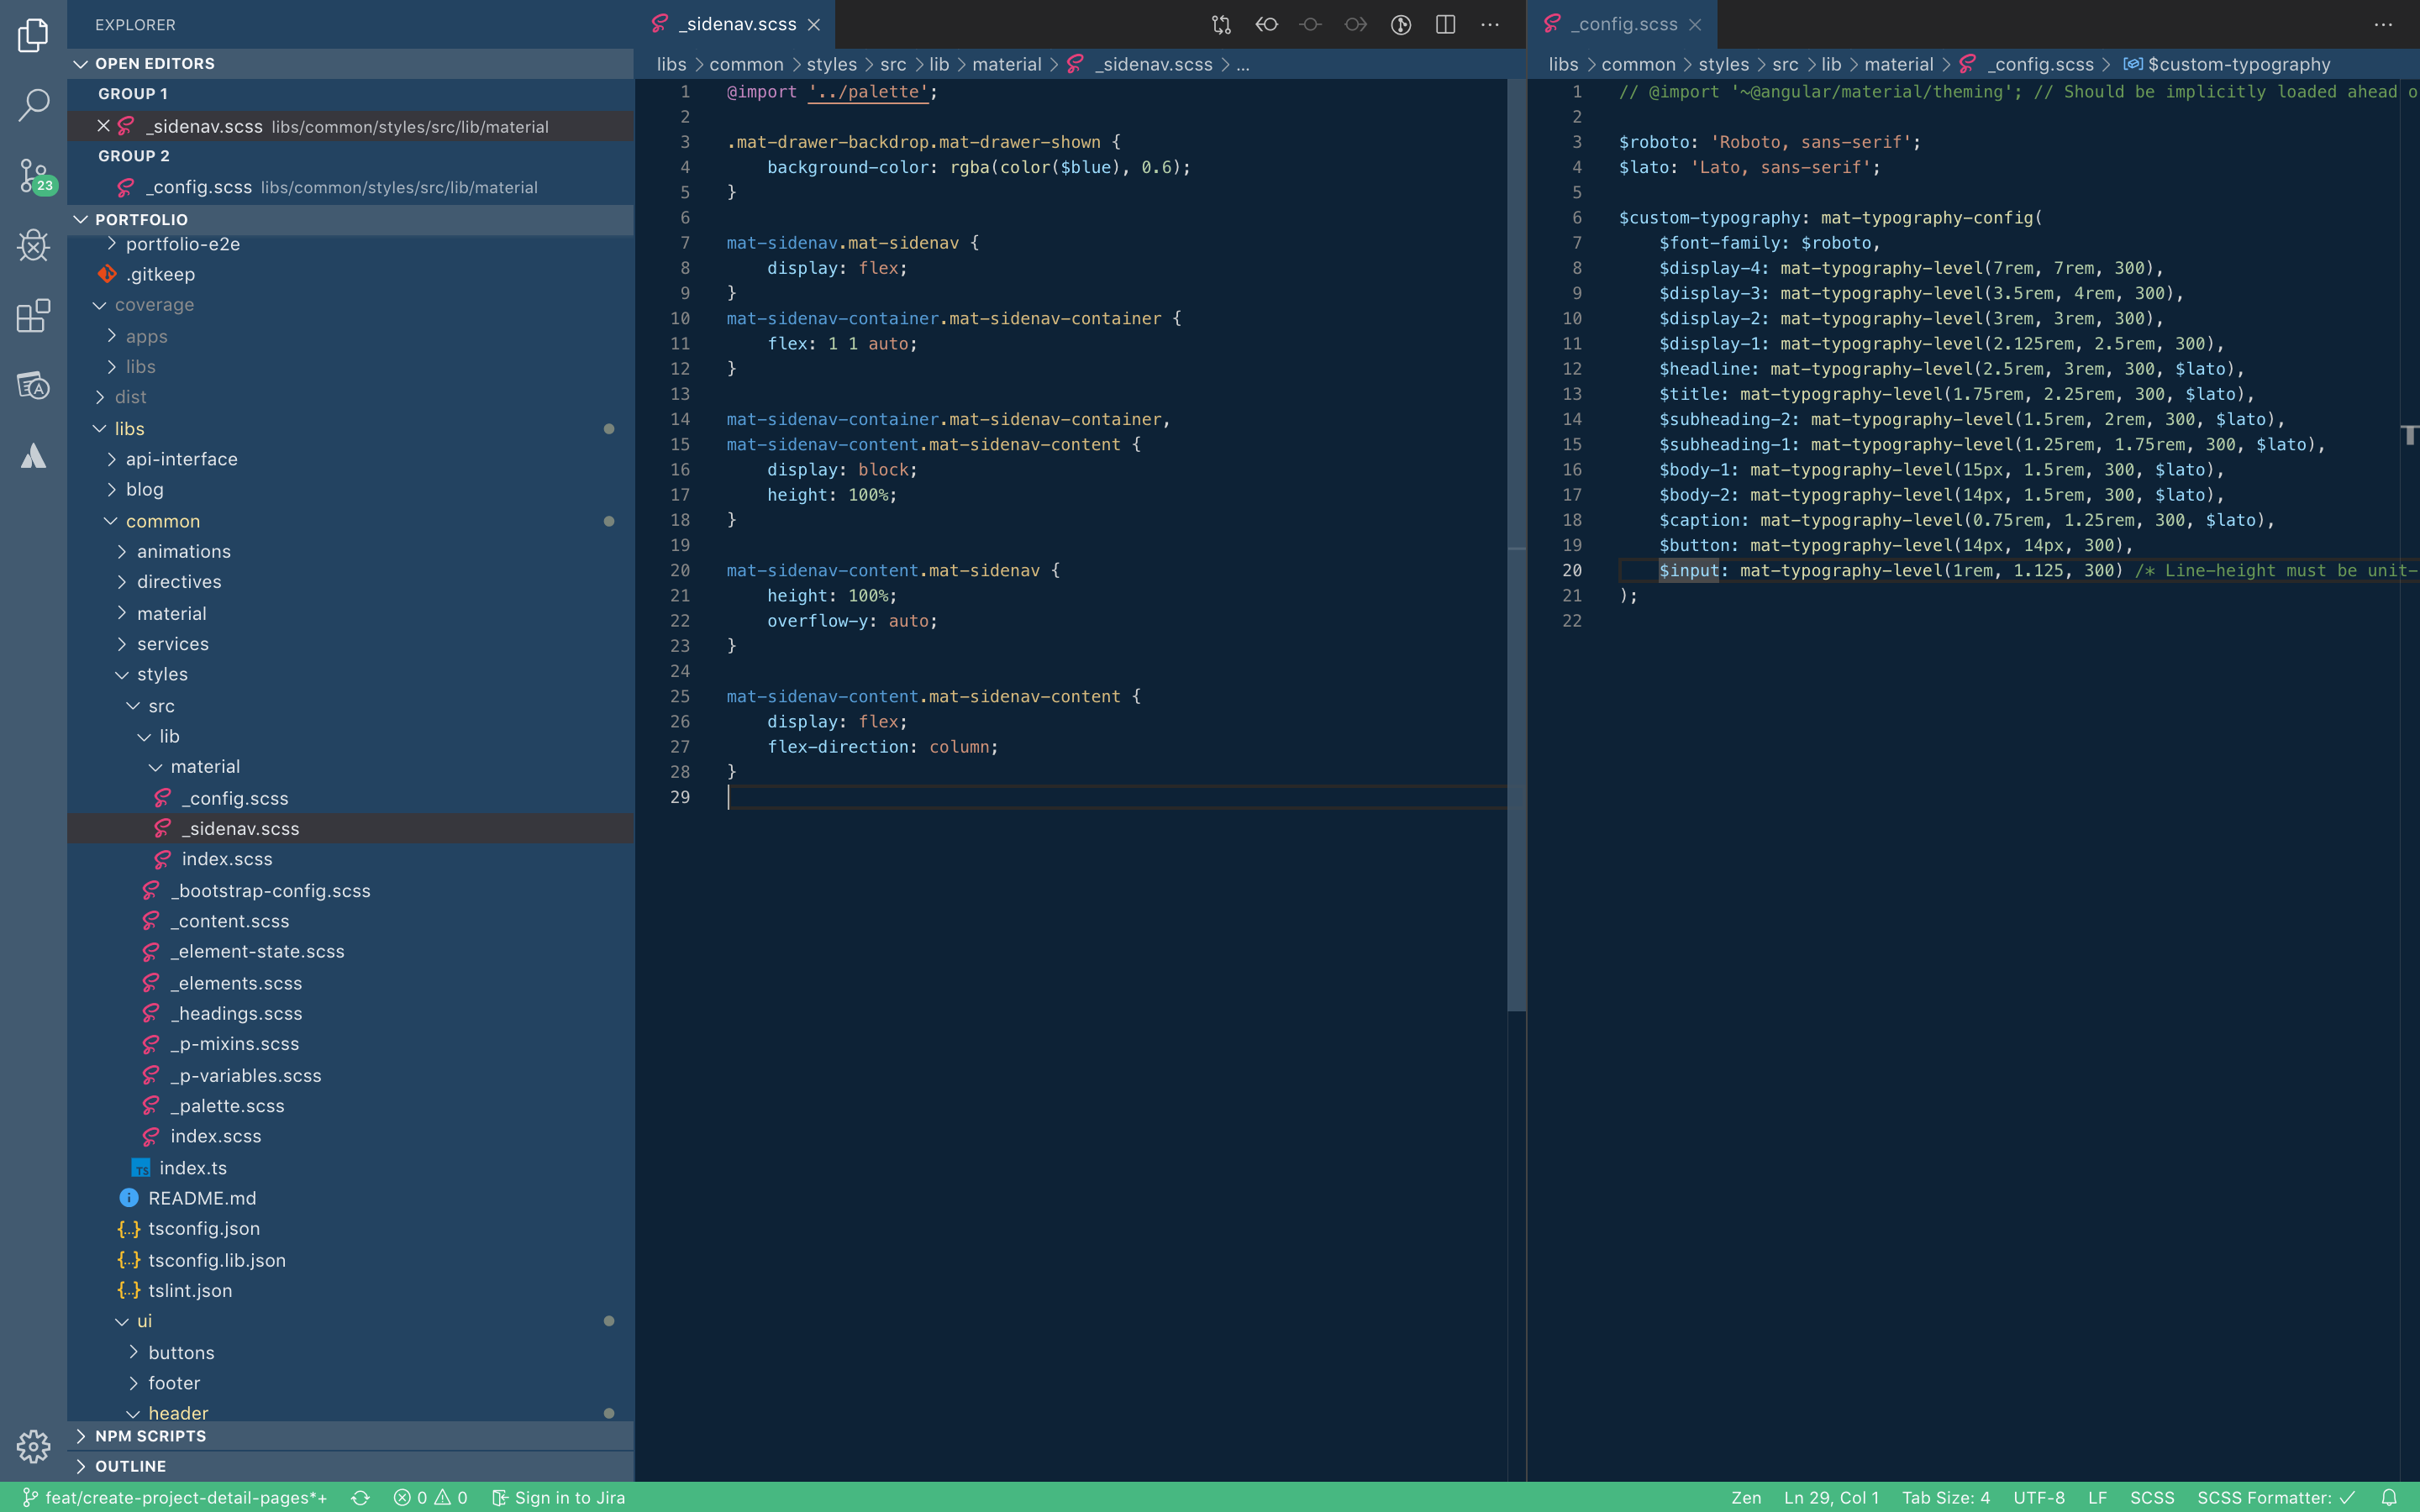 EXPLORER
OPEN EDITORS
GROUP 1
_sidenav.scss libs/common/styles/src/lib/material
GROUP 2
_config.scss libs/common/styles/src/lib/material
PORTFOLIO
portfolio-e2e
.gitkeep
coverage
apps
libs
dist
libs
api-interface
blog
common
animations
directives
material
services
styles
src
lib
material
_config.scss
_sidenav.scss
index.scss
_bootstrap-config.scss
_content.scss
_element-state.scss
_elements.scss
_headings.scss
_p-mixins.scss
_p-variables.scss
_palette.scss
index.scss
TS index.ts
README.md
{..} tsconfig.json
{..} tsconfig.lib.json
{..} tslint.json
ui
buttons
footer
header
NPM SCRIPTS
OUTLINE
23
_sidenav.scss
libs > common > styles > src > lib > material > _sidenav.scss > ...
1 @import '../palette';
2
3 .mat-drawer-backdrop.mat-drawer-shown {
4 background-color: rgba(color($blue), 0.6);
5 }
6
7 mat-sidenav.mat-sidenav {
8 display: flex;
9 }
10 mat-sidenav-container.mat-sidenav-container {
11 flex: 1 1 auto;
12 }
13
14 mat-sidenav-container.mat-sidenav-container,
15 mat-sidenav-content.mat-sidenav-content {
16 display: block;
17 height: 100%;
18 }
19
20 mat-sidenav-content.mat-sidenav {
21 height: 100%;
22 overflow-y: auto;
23 }
24
25 mat-sidenav-content.mat-sidenav-content {
26 display: flex;
27 flex-direction: column;
28 }
29
_config.scss
libs > common > styles > src > lib > material > _config.scss > $custom-typography
1 // @import '~@angular/material/theming'; // Should be implicitly loaded ahead o
2
3 $roboto: 'Roboto, sans-serif';
4 $lato: 'Lato, sans-serif';
5
6 $custom-typography: mat-typography-config(
7 $font-family: $roboto,
8 $display-4: mat-typography-level(7rem, 7rem, 300),
9 $display-3: mat-typography-level(3.5rem, 4rem, 300),
10 $display-2: mat-typography-level(3rem, 3rem, 300),
11 $display-1: mat-typography-level(2.125rem, 2.5rem, 300),
12 $headline: mat-typography-level(2.5rem, 3rem, 300, $lato),
13 $title: mat-typography-level(1.75rem, 2.25rem, 300, $lato),
14 $subheading-2: mat-typography-level(1.5rem, 2rem, 300, $lato),
15 $subheading-1: mat-typography-level(1.25rem, 1.75rem, 300, $lato),
16 $body-1: mat-typography-level(15px, 1.5rem, 300, $lato),
17 $body-2: mat-typography-level(14px, 1.5rem, 300, $lato),
18 $caption: mat-typography-level(0.75rem, 1.25rem, 300, $lato),
19 $button: mat-typography-level(14px, 14px, 300),
20 $input: mat-typography-level(1rem, 1.125, 300) /* Line-height must be unit-
21 );
22
feat/create-project-detail-pages*+ 0 0 Sign in to Jira Zen Ln 29, Col 1 Tab Size: 4 UTF-8 LF SCSS SCSS Formatter: ✓